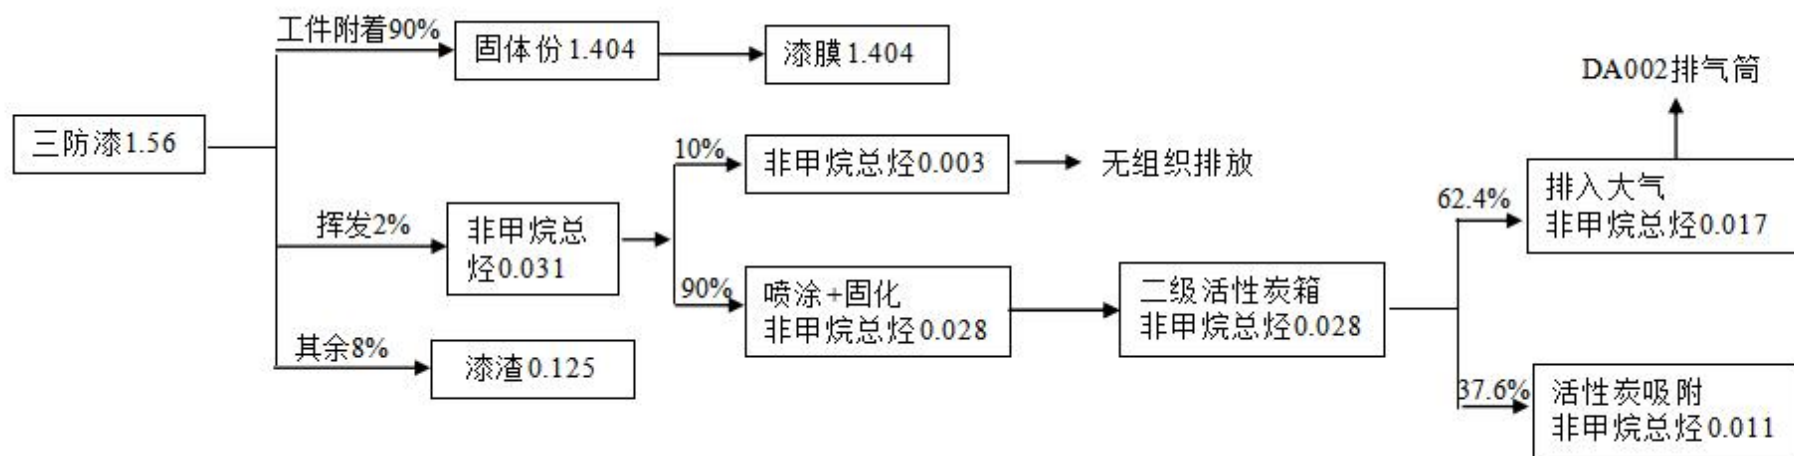 工件附着90%
固体份1.404
漆膜1.404
DA002排气筒
三防漆1.56
10%
非甲烷总烃0.003
无组织排放
62.4%
排入大气
非甲烷总烃0.017
挥发2%
非甲烷总
烃0.031
90%
喷涂+固化
非甲烷总烃0.028
二级活性炭箱
非甲烷总烃0.028
其余8%
漆渣0.125
37.6%
活性炭吸附
非甲烷总烃0.011